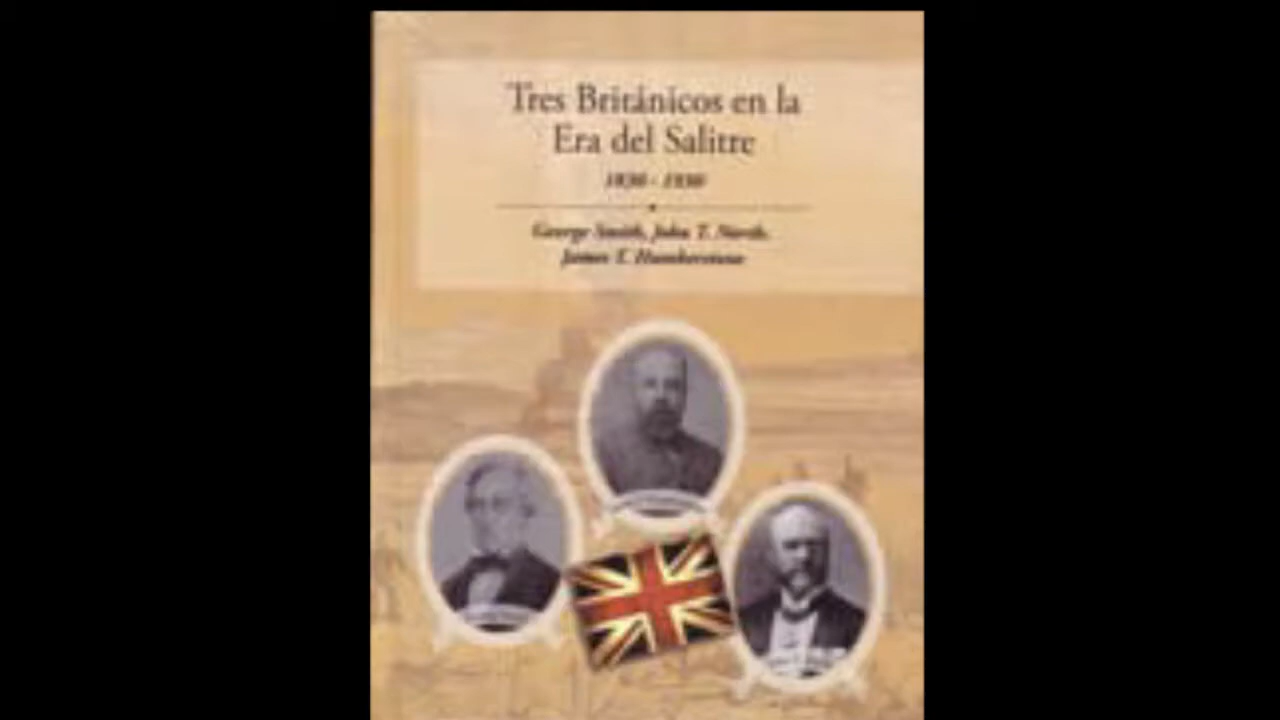 Tres Británicos en la
Era del Salitre
1830 - 1930
George Smith, John T. North,
James T. Humberstone